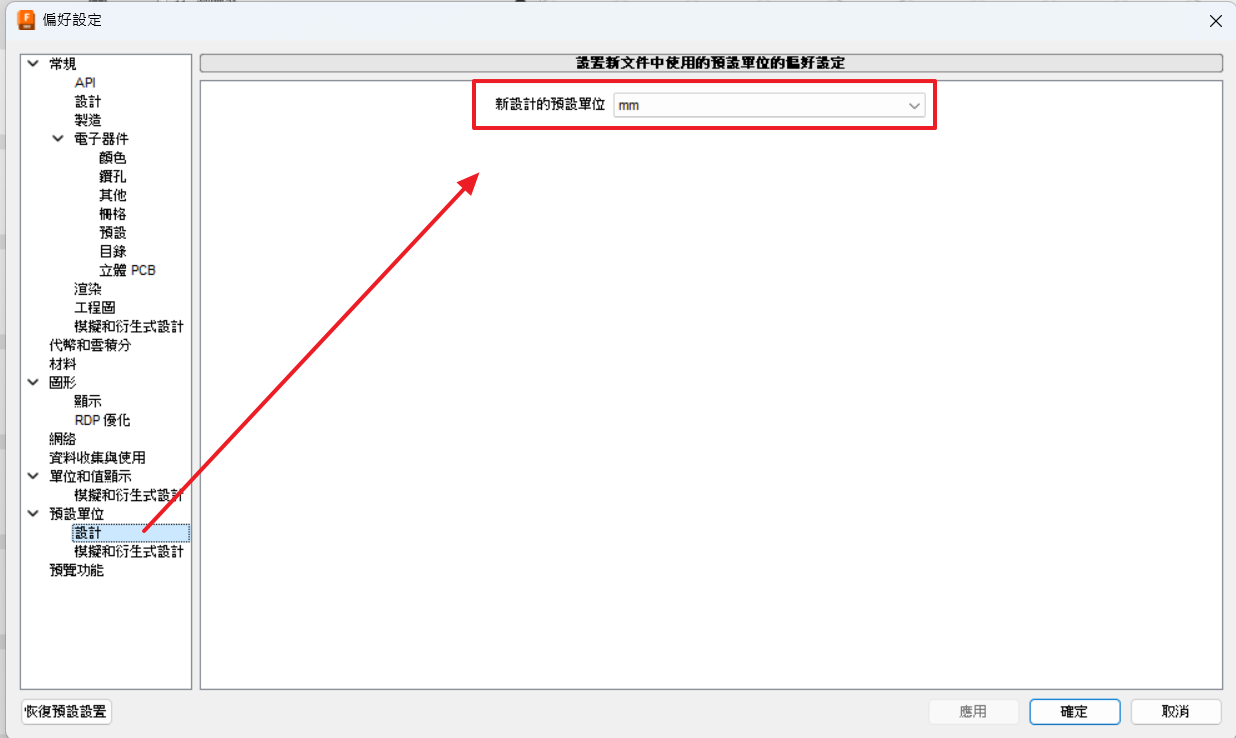 偏好設定
常規
API
設計
製造
電子器件
顏色
鑽孔
其他
柵格
預設
目錄
立體 PCB
渲染
工程圖
模擬和衍生式設計
代幣和雲積分
材料
圖形
顯示
RDP 優化
網絡
資料收集與使用
單位和值顯示
模擬和衍生式設計
預設單位
設計
模擬和衍生式設計
預覽功能
設置新文件中使用的預設單位的偏好設定
新設計的預設單位 mm
恢復預設設置
應用 確定 取消